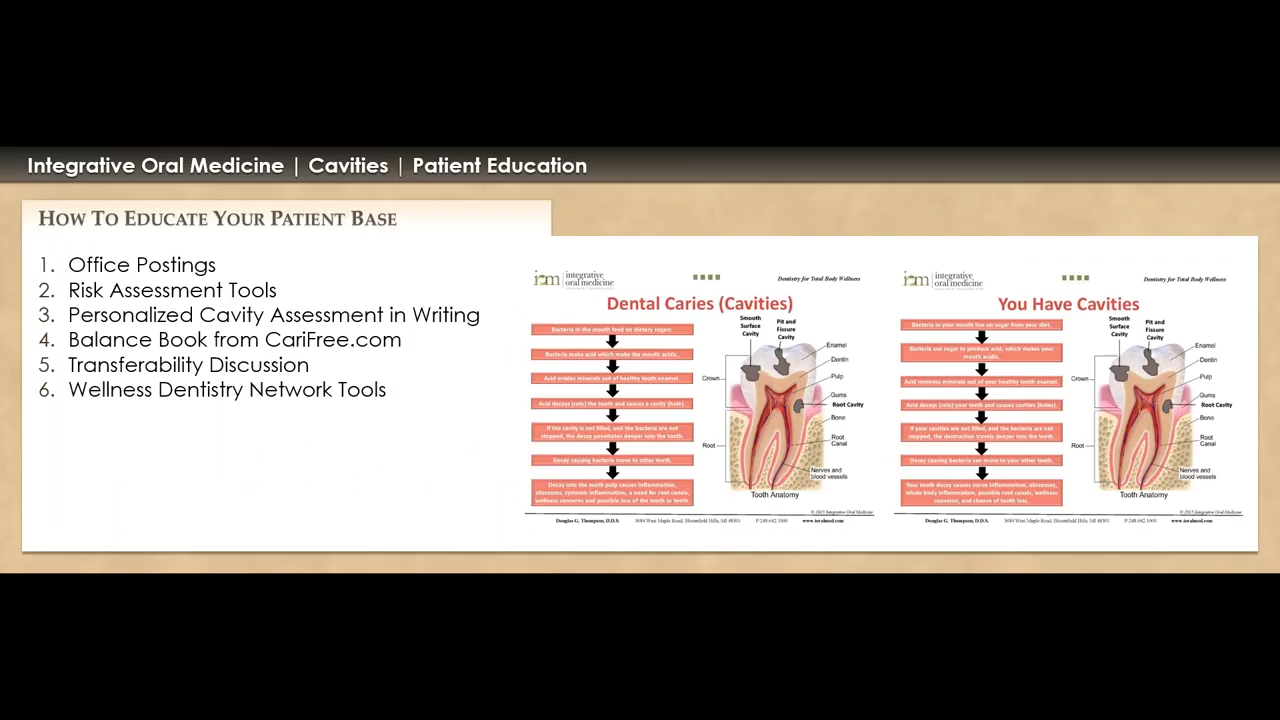 Integrative Oral Medicine | Cavities | Patient Education
HOW TO EDUCATE YOUR PATIENT BASE
1. Office Postings
2. Risk Assessment Tools
3. Personalized Cavity Assessment in Writing
4. Balance Book from CariFree.com
5. Transferability Discussion
6. Wellness Dentistry Network Tools
iom | integrative
oral medicine
Dentistry for Total Body Wellness
Dental Caries (Cavities)
Bacteria in the mouth feed on dietary sugars.
Bacteria make acid which make the mouth acidic.
Acid erodes minerals out of healthy tooth enamel.
Acid decays (rots) the tooth and causes a cavity (hole).
If the cavity is not filled, and the bacteria are not
stopped, the decay penetrates deeper into the tooth.
Decay causing bacteria move to other teeth.
Decay into the tooth pulp causes inflammation,
abscesses, systemic inflammation, a need for root canals,
wellness concerns and possible loss of the tooth or teeth.
Smooth
Surface
Cavity
Pit and
Fissure
Cavity
Enamel
Dentin
Pulp
Crown
Gums
Root Cavity
Bone
Root
Root
Canal
Nerves and
blood vessels
Tooth Anatomy
© 2015 Integrative Oral Medicine
Douglas G. Thompson, D.D.S. 3684 West Maple Road, Bloomfield Hills, MI 48301 P 248.642.1000 www.ioralmed.com
iom | integrative
oral medicine
Dentistry for Total Body Wellness
You Have Cavities
Bacteria in your mouth live on sugar from your diet.
Bacteria use sugar to produce acid, which makes your
mouth acidic.
Acid removes minerals out of your healthy tooth enamel.
Acid decays (rots) your teeth and causes cavities (holes).
If your cavities are not filled, and the bacteria are not
stopped, the destruction travels deeper into the teeth.
Decay causing bacteria can move to your other teeth.
Your tooth decay causes nerve inflammation, abscesses,
whole body inflammation, possible root canals, wellness
concerns, and chance of tooth loss.
Smooth
Surface
Cavity
Pit and
Fissure
Cavity
Enamel
Dentin
Pulp
Crown
Gums
Root Cavity
Bone
Root
Root
Canal
Nerves and
blood vessels
Tooth Anatomy
© 2015 Integrative Oral Medicine
Douglas G. Thompson, D.D.S. 3684 West Maple Road, Bloomfield Hills, MI 48301 P 248.642.1000 www.ioralmed.com